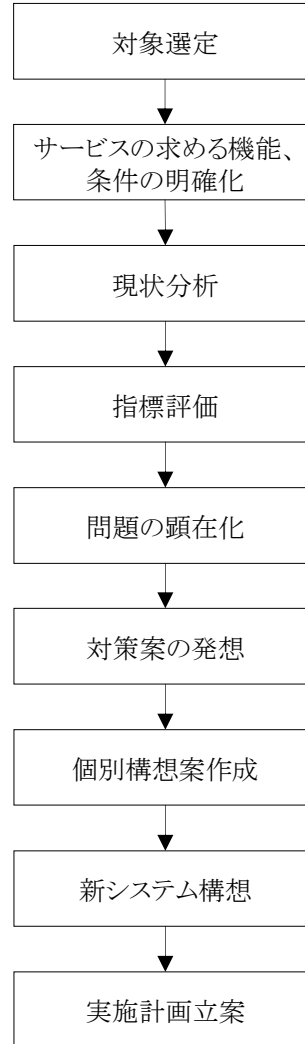 対象選定
サービスの求める機能、
条件の明確化
現状分析
指標評価
問題の顕在化
対策案の発想
個別構想案作成
新システム構想
実施計画立案